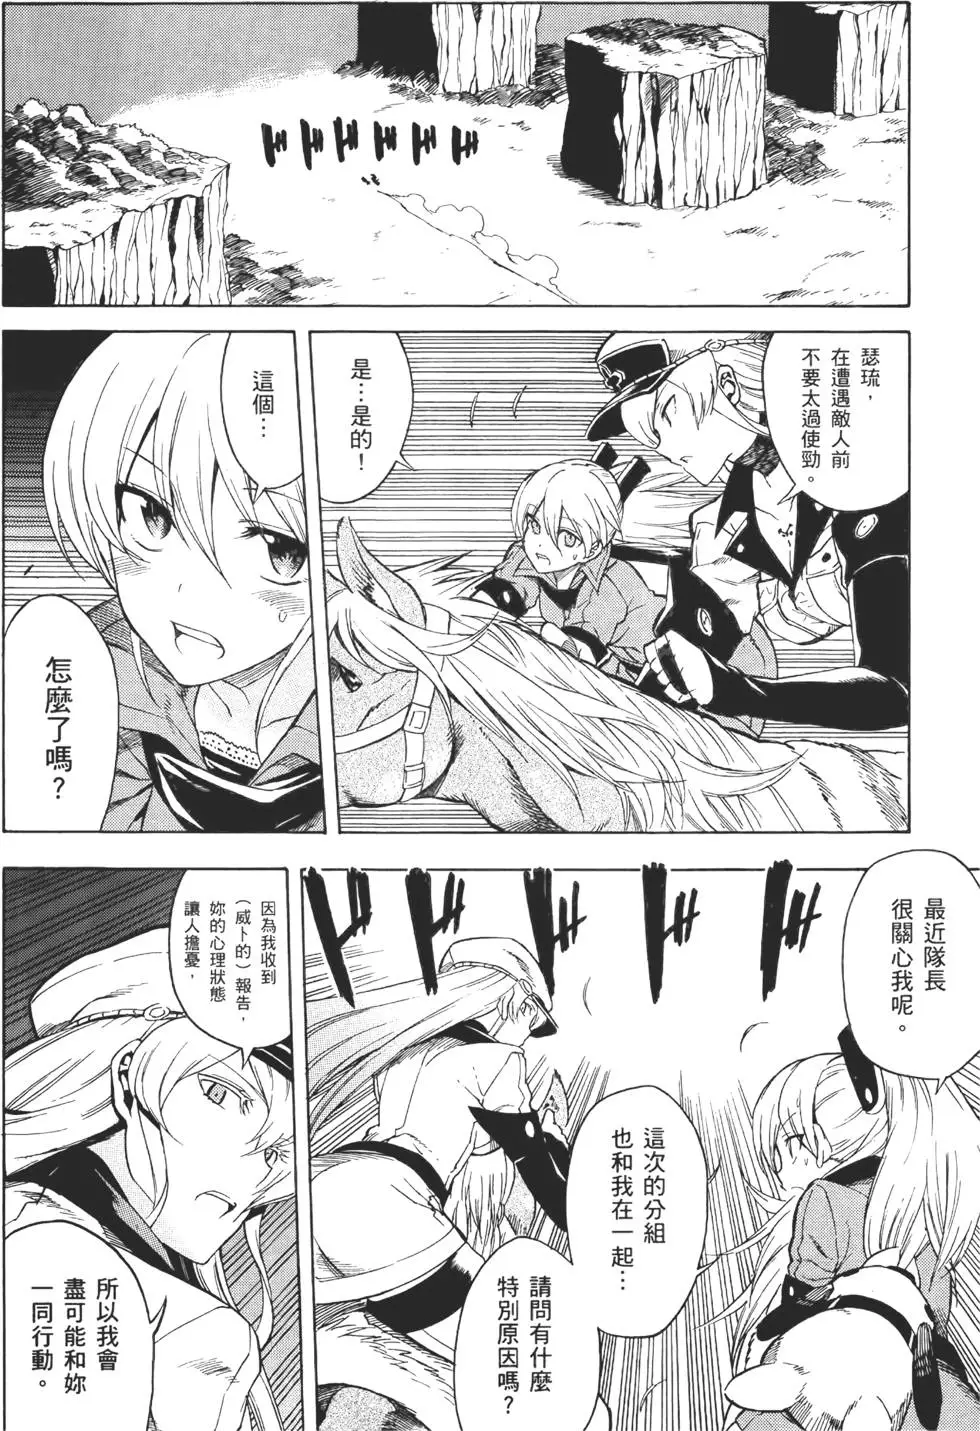 ドドドドドド
瑟琉，
在遭遇敵人前
不要太過使勁。
是…是的！
這個…
怎麼了嗎？
最近隊長
很關心我呢。
ドドドドド
這次的分組
也和我在一起…
請問有什麼
特別原因嗎？
因為我收到
（威卜的）報告，
妳的心理狀態
讓人擔憂，
所以我會
盡可能和妳
一同行動。